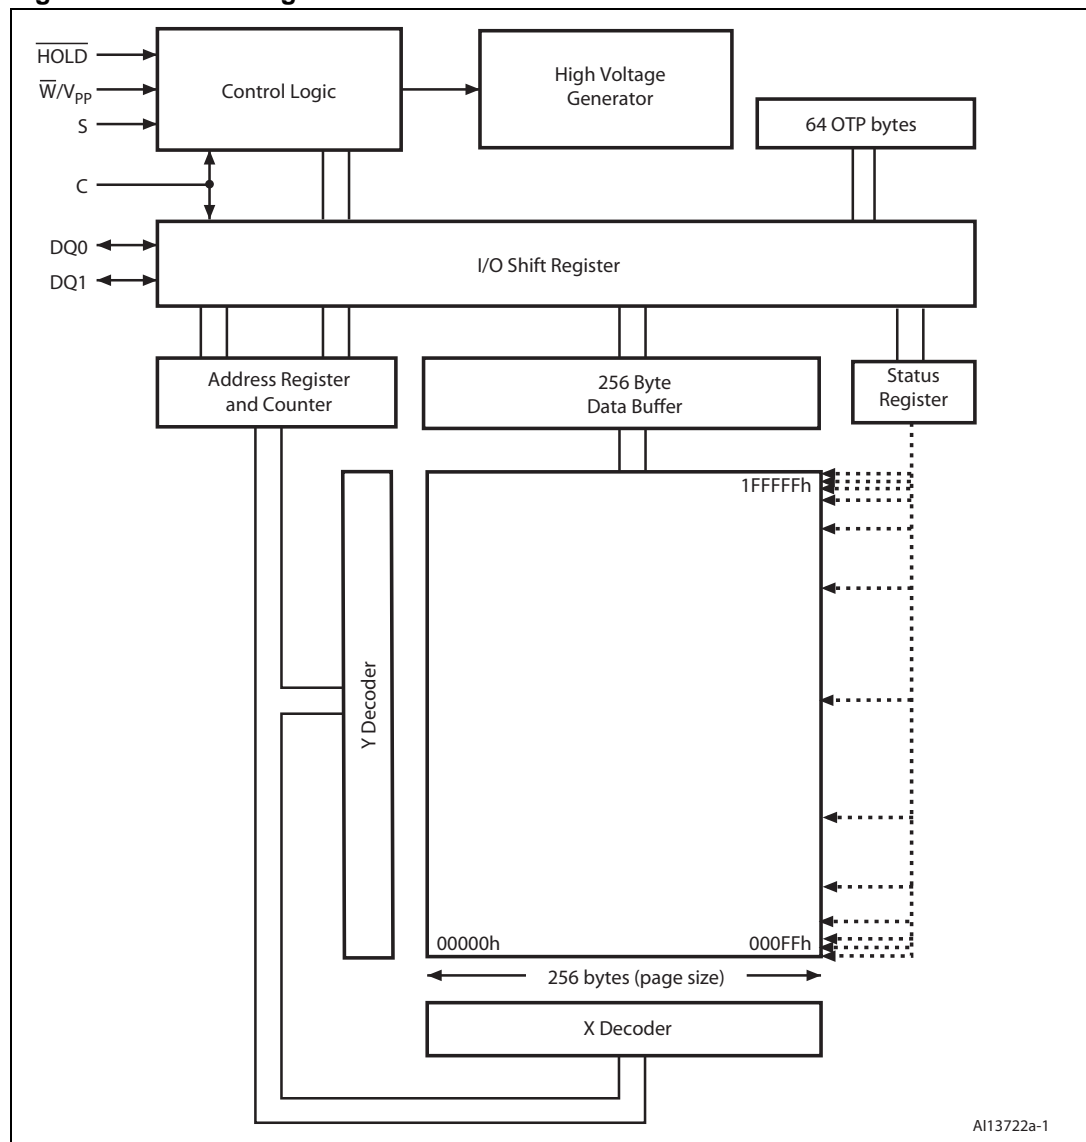 HOLD
W/VPP
S
C
DQ0
DQ1
Control Logic
High Voltage
Generator
64 OTP bytes
I/O Shift Register
Address Register
and Counter
256 Byte
Data Buffer
Status
Register
1FFFFFh
Y Decoder
00000h
000FFh
256 bytes (page size)
X Decoder
AI13722a-1